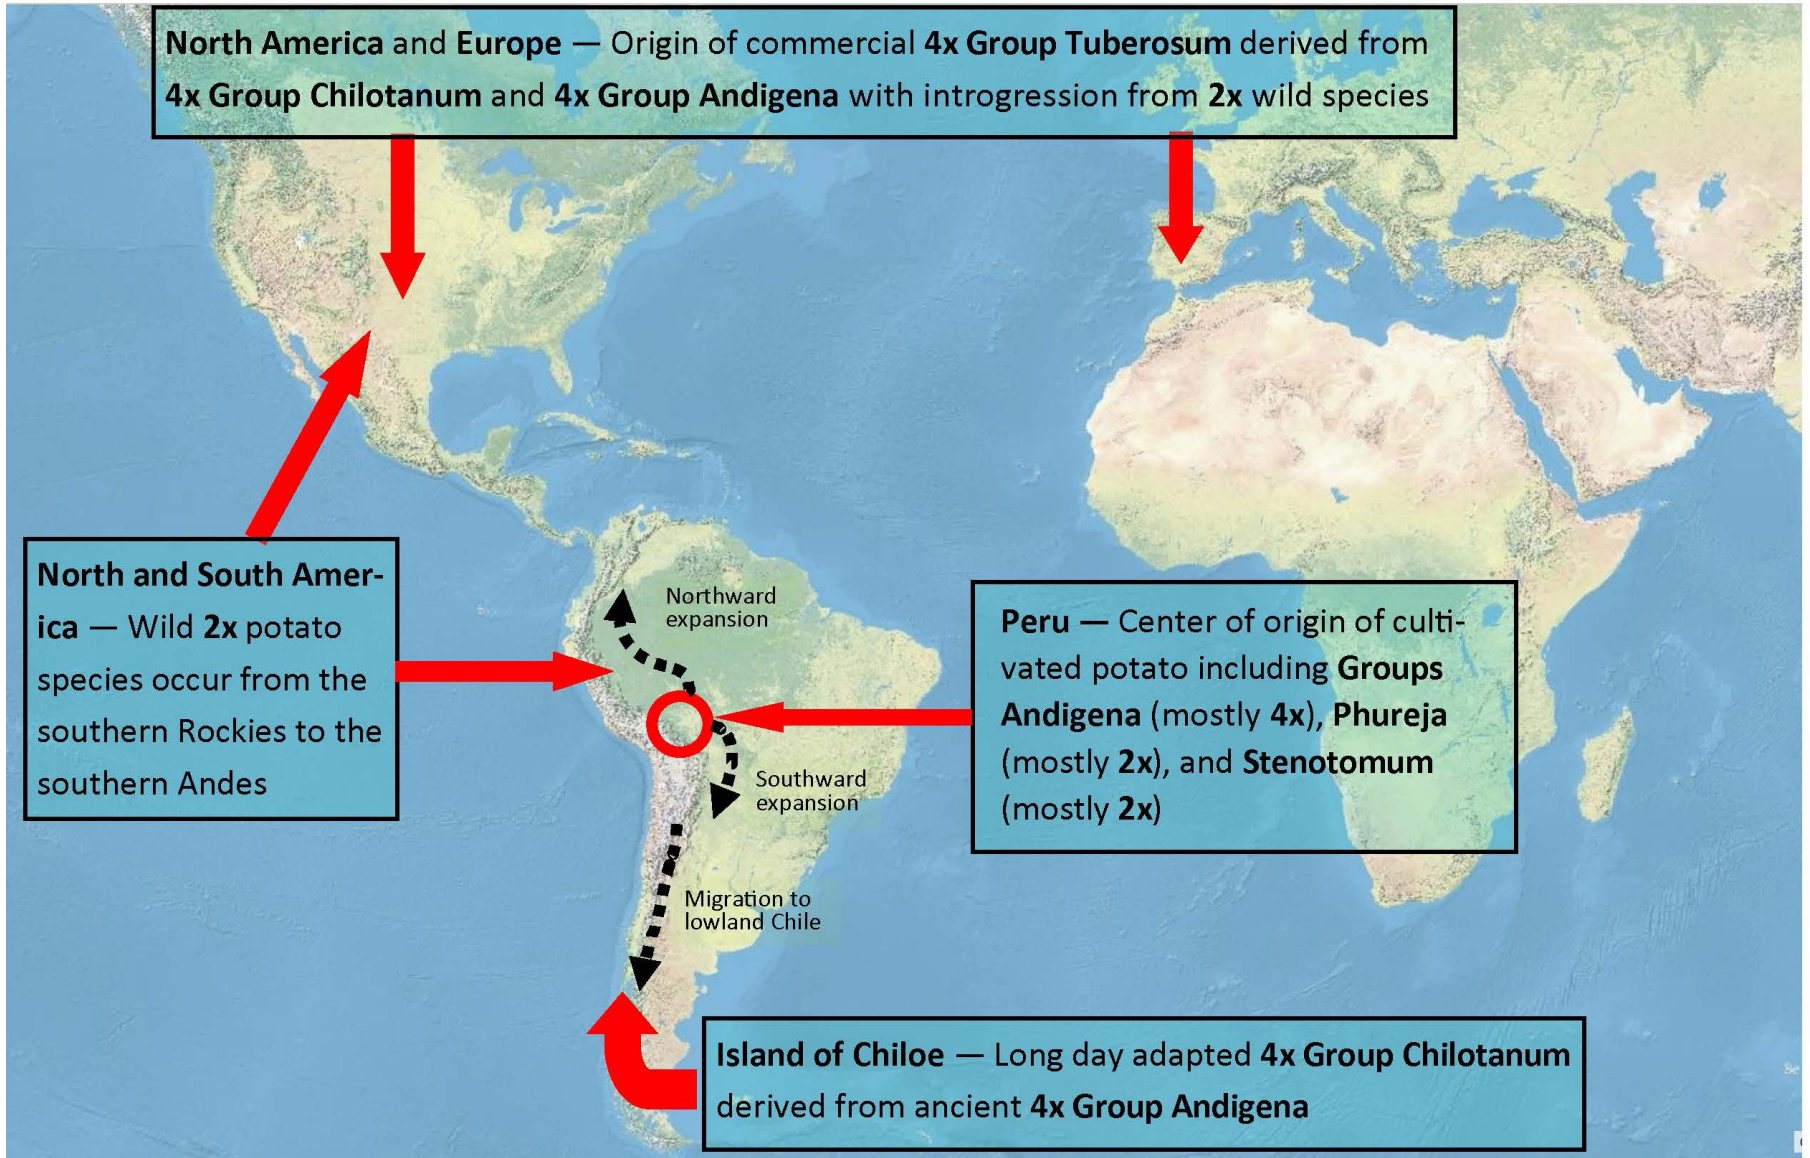 North America and Europe — Origin of commercial 4x Group Tuberosum derived from
4x Group Chilotanum and 4x Group Andigena with introgression from 2x wild species
North and South Amer-
ica — Wild 2x potato
species occur from the
southern Rockies to the
southern Andes
Northward
expansion
Peru — Center of origin of culti-
vated potato including Groups
Andigena (mostly 4x), Phureja
(mostly 2x), and Stenotomum
(mostly 2x)
Southward
expansion
Migration to
lowland Chile
Island of Chiloe — Long day adapted 4x Group Chilotanum
derived from ancient 4x Group Andigena